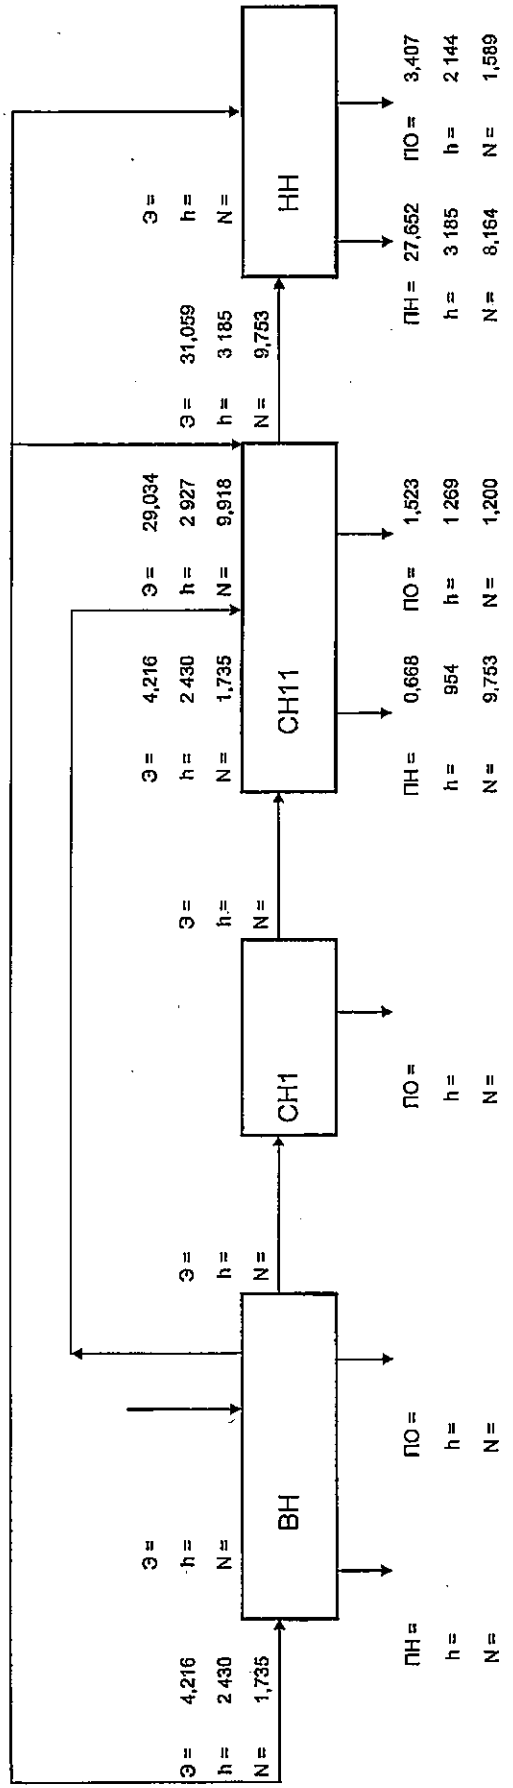 Э = 4,216
h = 2 430
N = 1,735
Э =
h =
N =
ВН
ПН =
h =
N =
ПО =
h =
N =
Э =
h =
N =
СН1
ПО =
h =
N =
Э =
h =
N =
Э = 4,216
h = 2 430
N = 1,735
Э = 29,034
h = 2 927
N = 9,918
СН11
ПН = 0,668
h = 954
N = 9,753
ПО = 1,523
h = 1 269
N = 1,200
Э = 31,059
h = 3 185
N = 9,753
Э =
h =
N =
НН
ПН = 27,652
h = 3 185
N = 8,164
ПО = 3,407
h = 2 144
N = 1,589